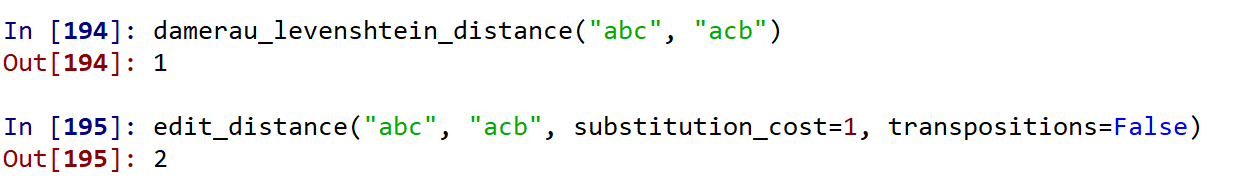 In [194]: damerau_levenshtein_distance("abc", "acb")
Out[194]: 1
In [195]: edit_distance("abc", "acb", substitution_cost=1, transpositions=False)
Out[195]: 2